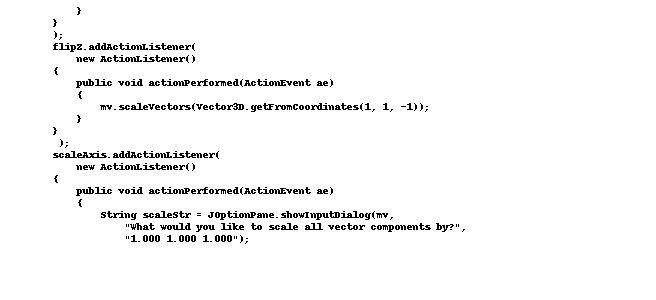 }
}
);
flipZ.addActionListener(
new ActionListener()
{
public void actionPerformed(ActionEvent ae)
{
mv.scaleVectors(Vector3D.getFromCoordinates(1, 1, -1));
}
}
);
scaleAxis.addActionListener(
new ActionListener()
{
public void actionPerformed(ActionEvent ae)
{
String scaleStr = JOptionPane.showInputDialog(mv,
"What would you like to scale all vector components by?",
"1.000 1.000 1.000");